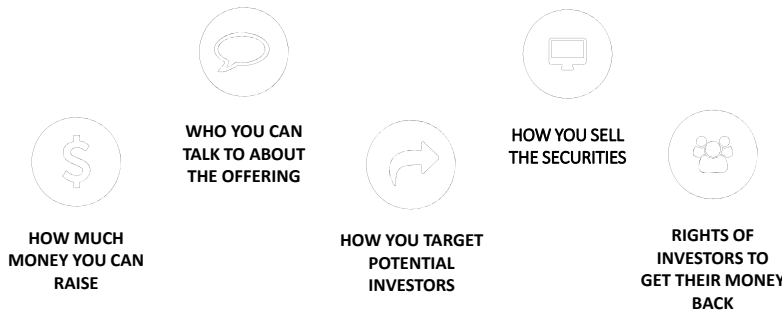 HOW MUCH
MONEY YOU CAN
RAISE
WHO YOU CAN
TALK TO ABOUT
THE OFFERING
HOW YOU TARGET
POTENTIAL
INVESTORS
HOW YOU SELL
THE SECURITIES
RIGHTS OF
INVESTORS TO
GET THEIR MONEY
BACK